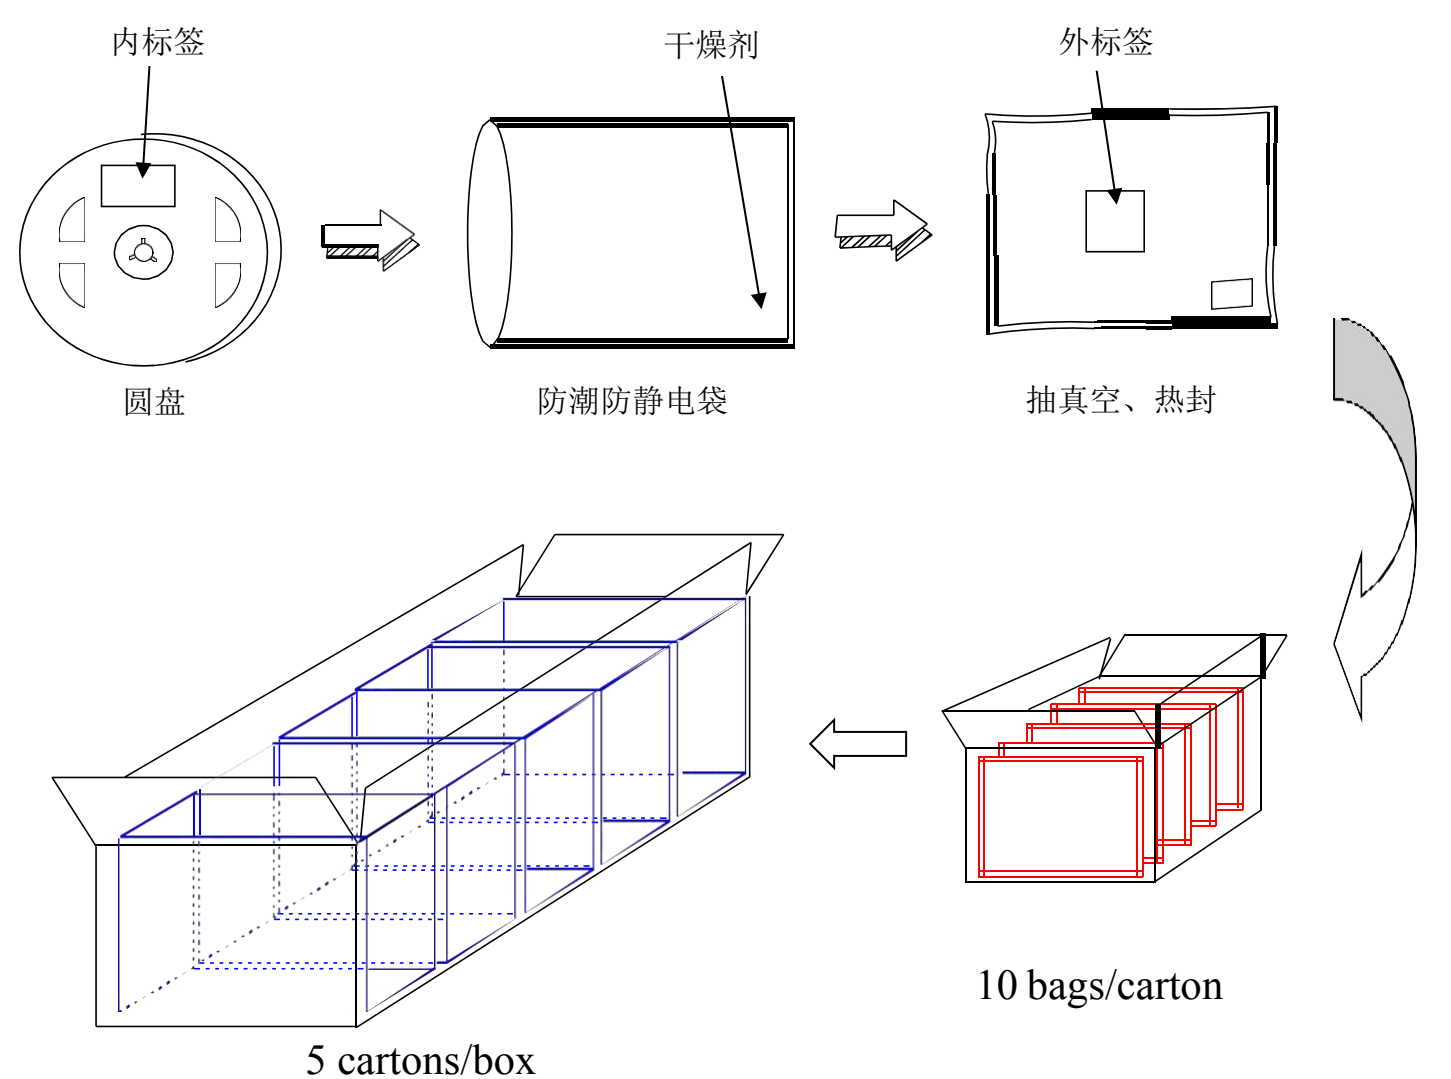 内标签
干燥剂
外标签
圆盘
防潮防静电袋
抽真空、热封
10 bags/carton
5 cartons/box